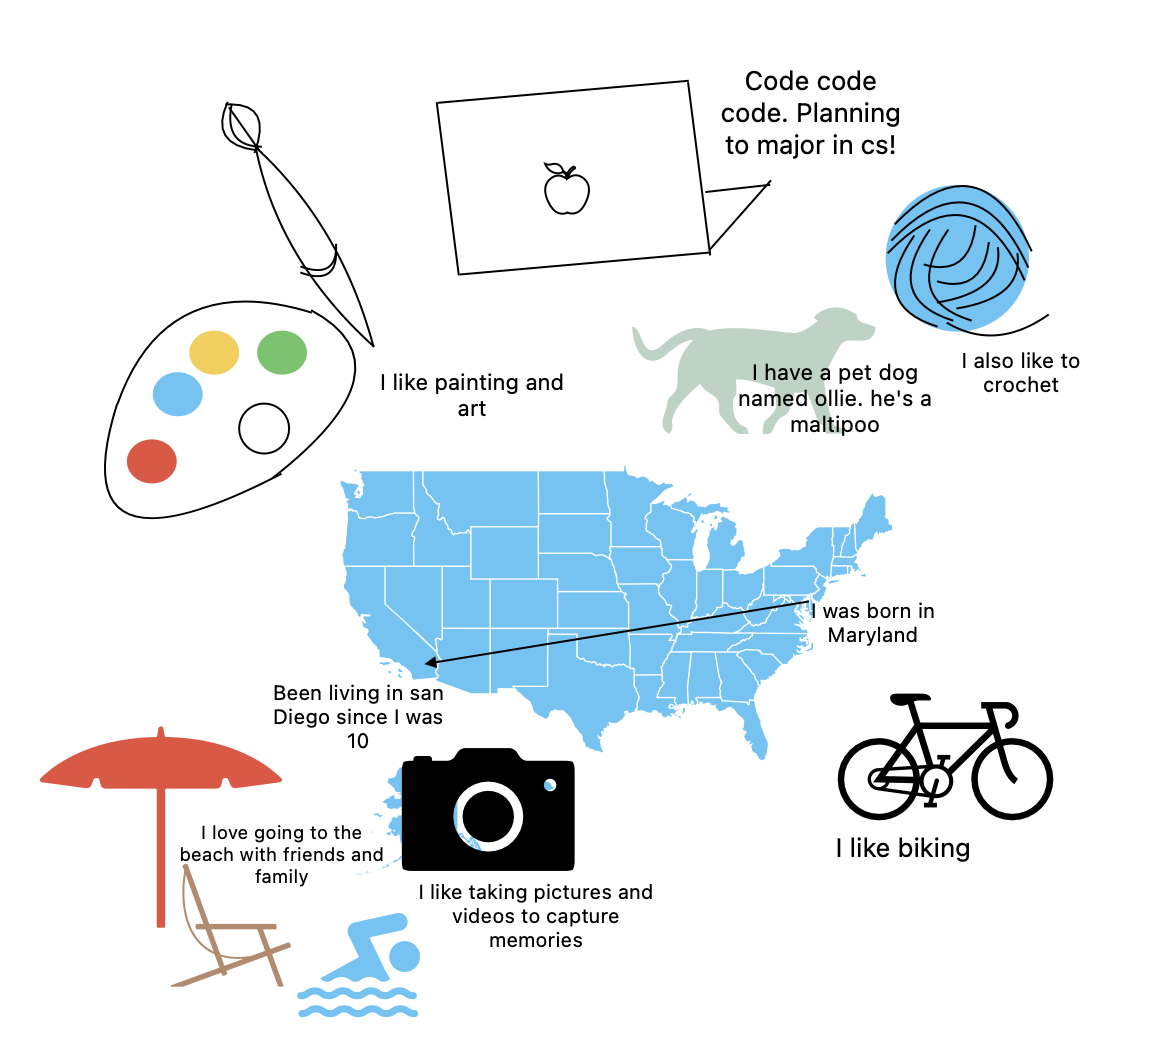 Code code
code. Planning
to major in cs!
I like painting and
art
I have a pet dog
named ollie. he's a
maltipoo
I also like to
crochet
I was born in
Maryland
Been living in san
Diego since I was
10
I love going to the
beach with friends and
family
I like taking pictures and
videos to capture
memories
I like biking